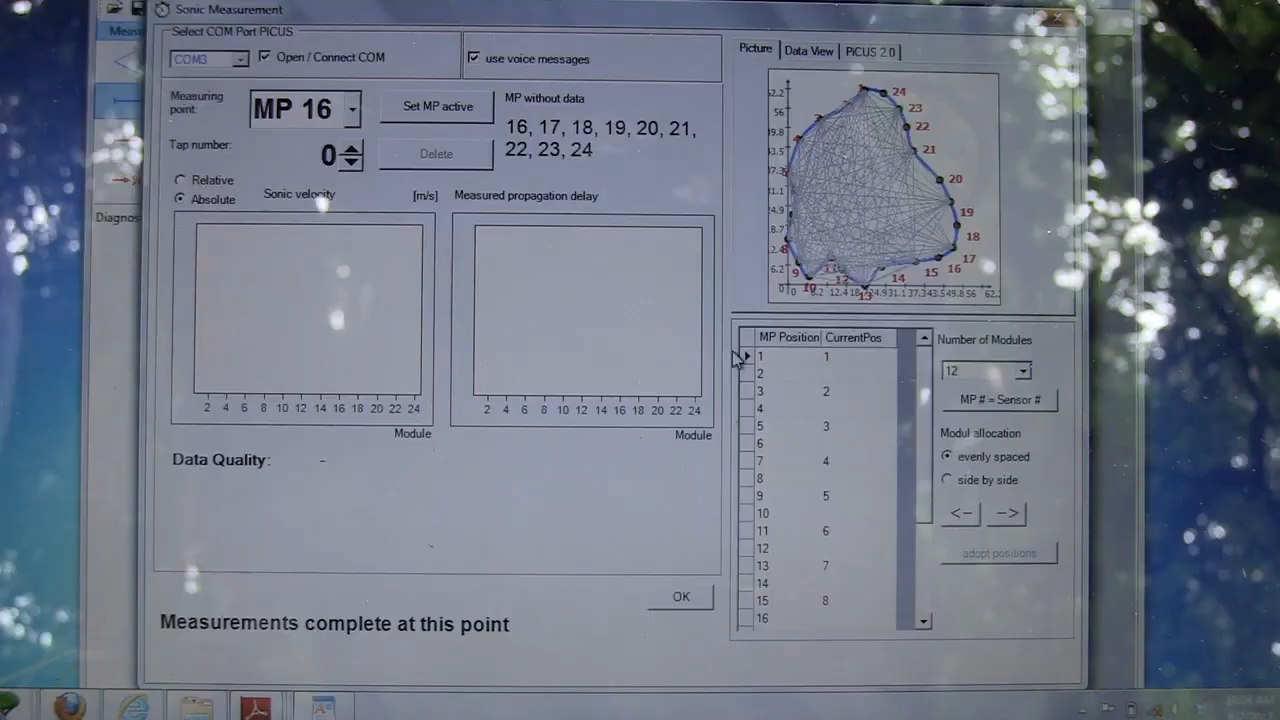 Sonic Measurement
Select COM Port PICUS
COM3
Open / Connect COM
use voice messages
Measuring point:
MP 16
Set MP active
MP without data
16, 17, 18, 19, 20, 21,
22, 23, 24
Tap number:
0
Delete
Relative
Absolute
Sonic velocity
[m/s]
Measured propagation delay
2 4 6 8 10 12 14 16 18 20 22 24
Module
2 4 6 8 10 12 14 16 18 20 22 24
Module
Data Quality: -
OK
Measurements complete at this point
Picture
Data View
PiCUS 2.0
24
23
22
21
20
19
18
17
16
15
14
13
12
10
9
8
56
6.2
0
MP Position CurrentPos
1 1
2
3 2
4
5 3
6
7 4
8
9 5
10
11 6
12
13 7
14
15 8
16
Number of Modules
12
MP # = Sensor #
Modul allocation
evenly spaced
side by side
<-
->
adopt positions
Diagnos